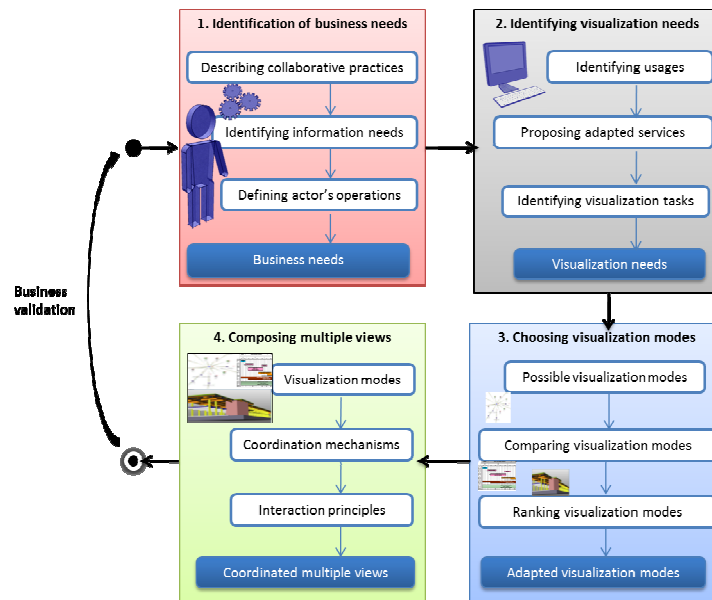 1. Identification of business needs
Describing collaborative practices
Identifying information needs
Defining actor's operations
Business needs
2. Identifying visualization needs
Identifying usages
Proposing adapted services
Identifying visualization tasks
Visualization needs
Business
validation
4. Composing multiple views
Visualization modes
Coordination mechanisms
Interaction principles
Coordinated multiple views
3. Choosing visualization modes
Possible visualization modes
Comparing visualization modes
Ranking visualization modes
Adapted visualization modes